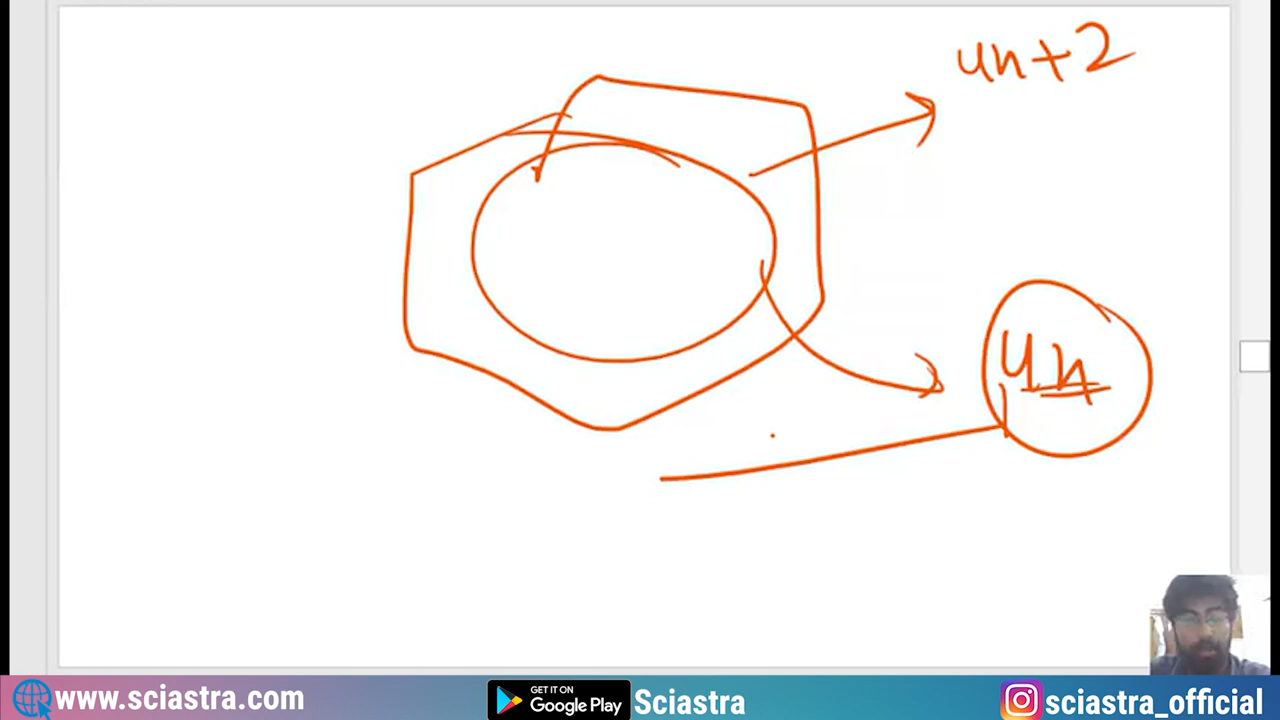 4n+2
4n
www.sciastra.com
GET IT ON
Google Play
Sciastra
sciastra_official